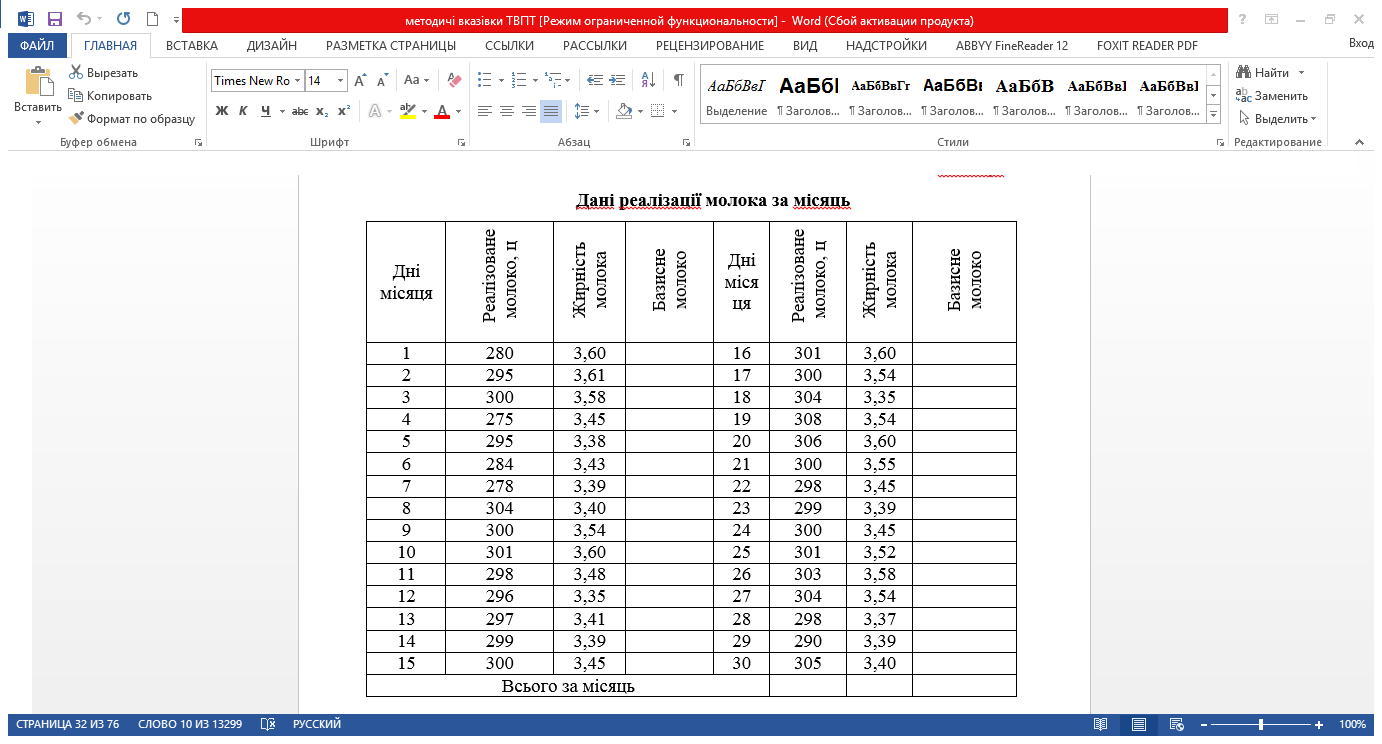 методичі вказівки ТВПТ [Режим ограниченной функциональности] - Word (Сбой активации продукта)
ФАЙЛ ГЛАВНАЯ ВСТАВКА ДИЗАЙН РАЗМЕТКА СТРАНИЦЫ ССЫЛКИ РАССЫЛКИ РЕЦЕНЗИРОВАНИЕ ВИД НАДСТРОЙКИ ABBYY FineReader 12 FOXIT READER PDF Вход
Вставить
Вырезать
Копировать
Формат по образцу
Буфер обмена
Times New Ro 14
Ж К Ч abc x₂ x²
Шрифт
Абзац
АаБбВвГ АаБбІ АаБбВвГг АаБбВвІ АаБбВ АаБбВвІ АаБбВвІ
Выделение ¶ Заголов... ¶ Заголов... ¶ Заголов... ¶ Заголов... ¶ Заголов... ¶ Заголов...
Стили
Найти
Заменить
Выделить
Редактирование
Дані реалізації молока за місяць
Дні місяця Реалізоване молоко, ц Жирність молока Базисне молоко Дні міся ця Реалізоване молоко, ц Жирність молока Базисне молоко
1 280 3,60 16 301 3,60
2 295 3,61 17 300 3,54
3 300 3,58 18 304 3,35
4 275 3,45 19 308 3,54
5 295 3,38 20 306 3,60
6 284 3,43 21 300 3,55
7 278 3,39 22 298 3,45
8 304 3,40 23 299 3,39
9 300 3,54 24 300 3,45
10 301 3,60 25 301 3,52
11 298 3,48 26 303 3,58
12 296 3,35 27 304 3,54
13 297 3,41 28 298 3,37
14 299 3,39 29 290 3,39
15 300 3,45 30 305 3,40
Всього за місяць
СТРАНИЦА 32 ИЗ 76 СЛОВО 10 ИЗ 13299 РУССКИЙ 100%